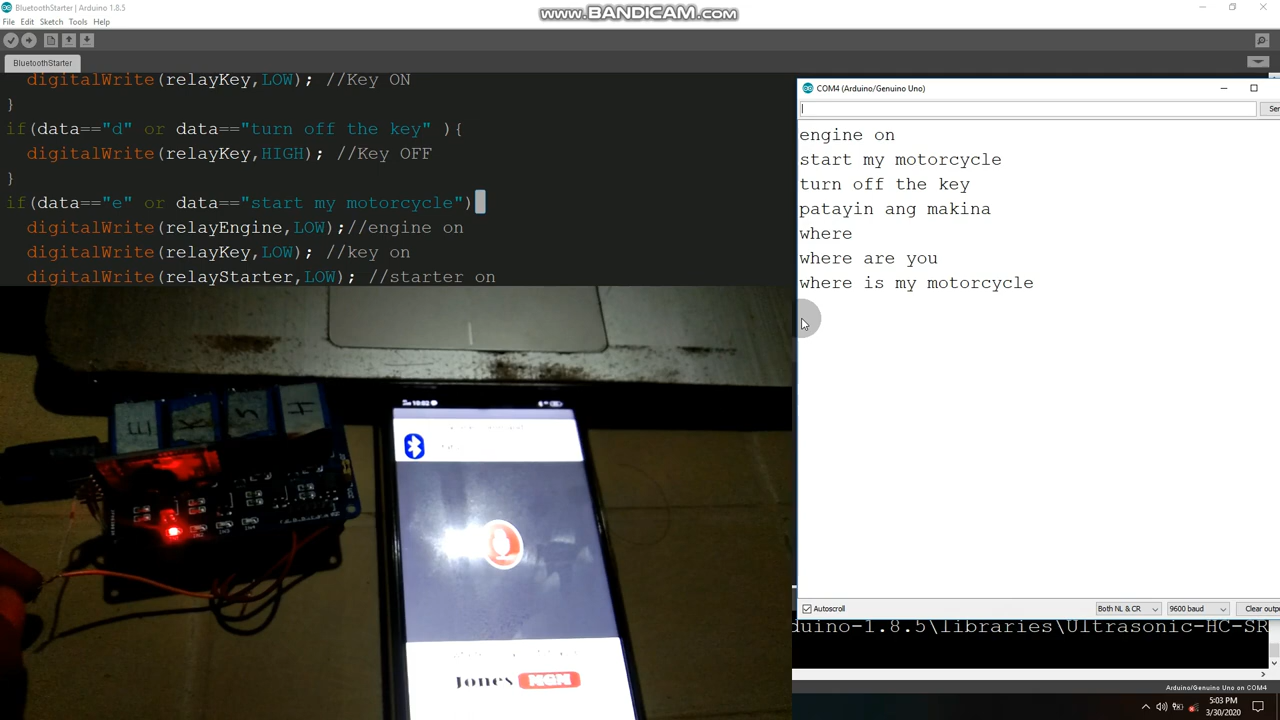 BluetoothStarter | Arduino 1.8.5
www.BANDICAM.com
File Edit Sketch Tools Help
BluetoothStarter
digitalWrite(relayKey,LOW); //Key ON
}
if(data=="d" or data=="turn off the key" ){
digitalWrite(relayKey,HIGH); //Key OFF
}
if(data=="e" or data=="start my motorcycle")
digitalWrite(relayEngine,LOW);//engine on
digitalWrite(relayKey,LOW); //key on
digitalWrite(relayStarter,LOW); //starter on
COM4 (Arduino/Genuino Uno)
Sen
engine on
start my motorcycle
turn off the key
patayin ang makina
where
where are you
where is my motorcycle
Autoscroll
Both NL & CR
9600 baud
Clear outp
duino-1.8.5\libraries\Ultrasonic-HC-SR
Arduino/Genuino Uno on COM4
5:03 PM
3/30/2020
E
K
S
H
Jones MGM